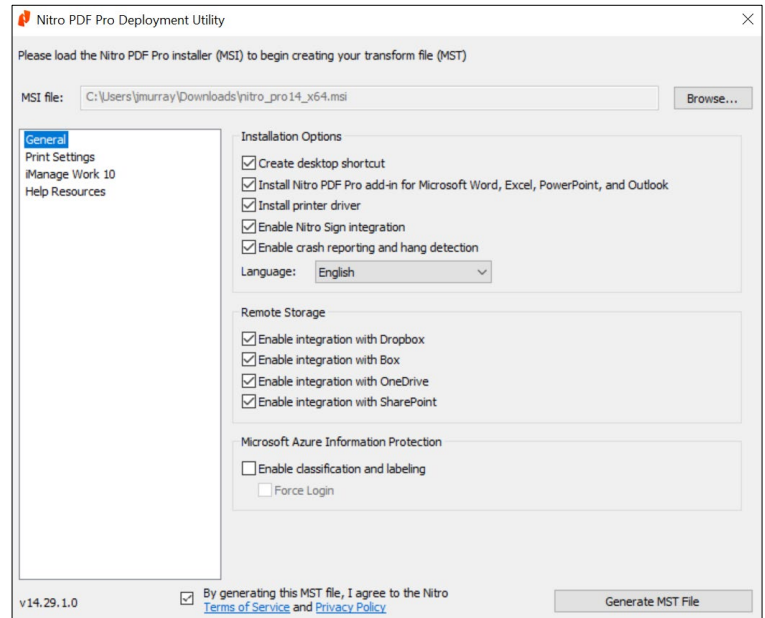 Nitro PDF Pro Deployment Utility
Please load the Nitro PDF Pro installer (MSI) to begin creating your transform file (MST)
MSI file: C:\Users\jmurray\Downloads\nitro_pro14_x64.msi Browse...
General
Print Settings
iManage Work 10
Help Resources
Installation Options
Create desktop shortcut
Install Nitro PDF Pro add-in for Microsoft Word, Excel, PowerPoint, and Outlook
Install printer driver
Enable Nitro Sign integration
Enable crash reporting and hang detection
Language: English
Remote Storage
Enable integration with Dropbox
Enable integration with Box
Enable integration with OneDrive
Enable integration with SharePoint
Microsoft Azure Information Protection
Enable classification and labeling
Force Login
v14.29.1.0
By generating this MST file, I agree to the Nitro
Terms of Service and Privacy Policy
Generate MST File